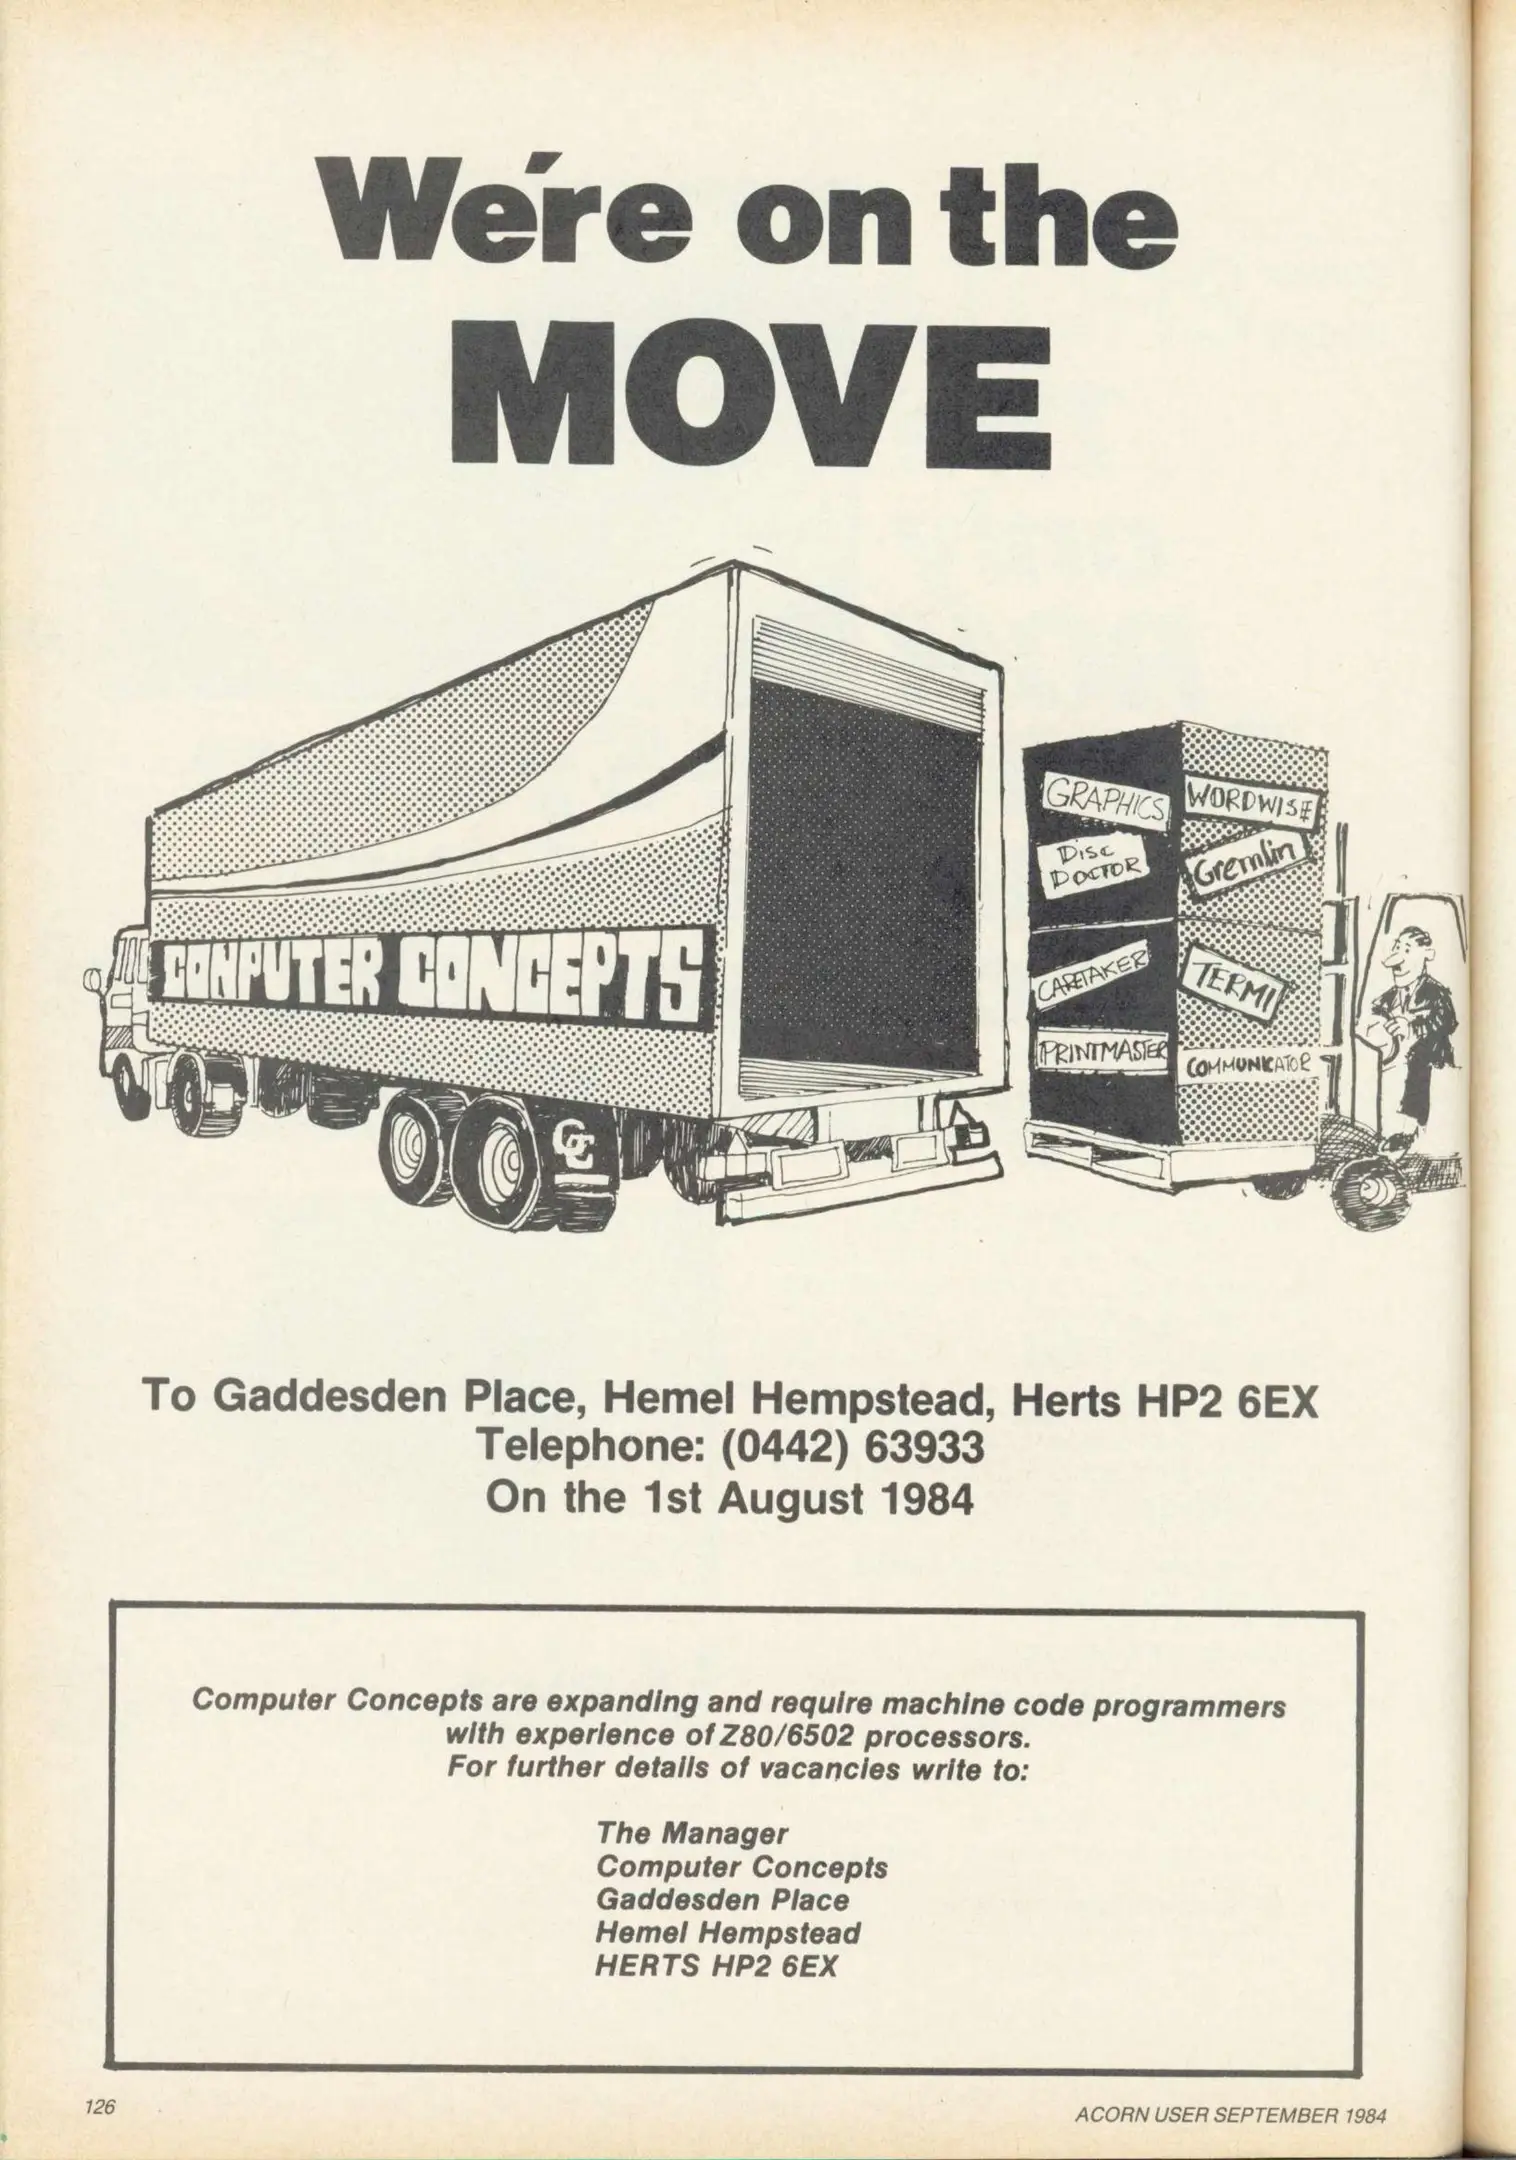 We're on the
MOVE
COMPUTER CONCEPTS
CC
GRAPHICS
WORDWISE
DISC
DOCTOR
Gremlin
CARETAKER
TERMI
PRINTMASTER
COMMUNICATOR
To Gaddesden Place, Hemel Hempstead, Herts HP2 6EX
Telephone: (0442) 63933
On the 1st August 1984
Computer Concepts are expanding and require machine code programmers
with experience of Z80/6502 processors.
For further details of vacancies write to:
The Manager
Computer Concepts
Gaddesden Place
Hemel Hempstead
HERTS HP2 6EX
126
ACORN USER SEPTEMBER 1984